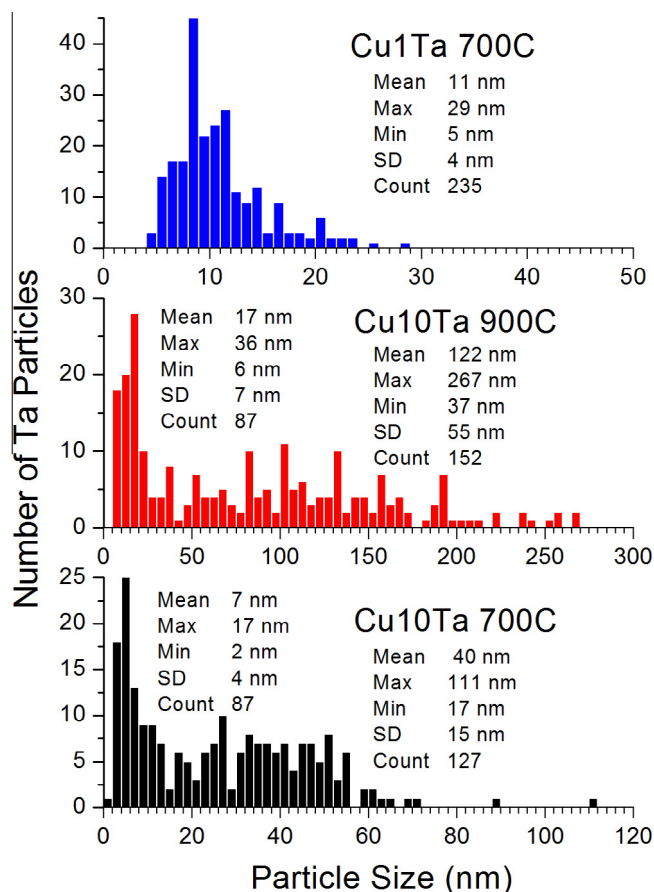 Number of Ta Particles
40
30
20
10
0
Cu1Ta 700C
Mean 11 nm
Max 29 nm
Min 5 nm
SD 4 nm
Count 235
0 10 20 30 40 50
30
20
10
0
Mean 17 nm
Max 36 nm
Min 6 nm
SD 7 nm
Count 87
Cu10Ta 900C
Mean 122 nm
Max 267 nm
Min 37 nm
SD 55 nm
Count 152
0 50 100 150 200 250 300
25
20
15
10
5
0
Mean 7 nm
Max 17 nm
Min 2 nm
SD 4 nm
Count 87
Cu10Ta 700C
Mean 40 nm
Max 111 nm
Min 17 nm
SD 15 nm
Count 127
0 20 40 60 80 100 120
Particle Size (nm)